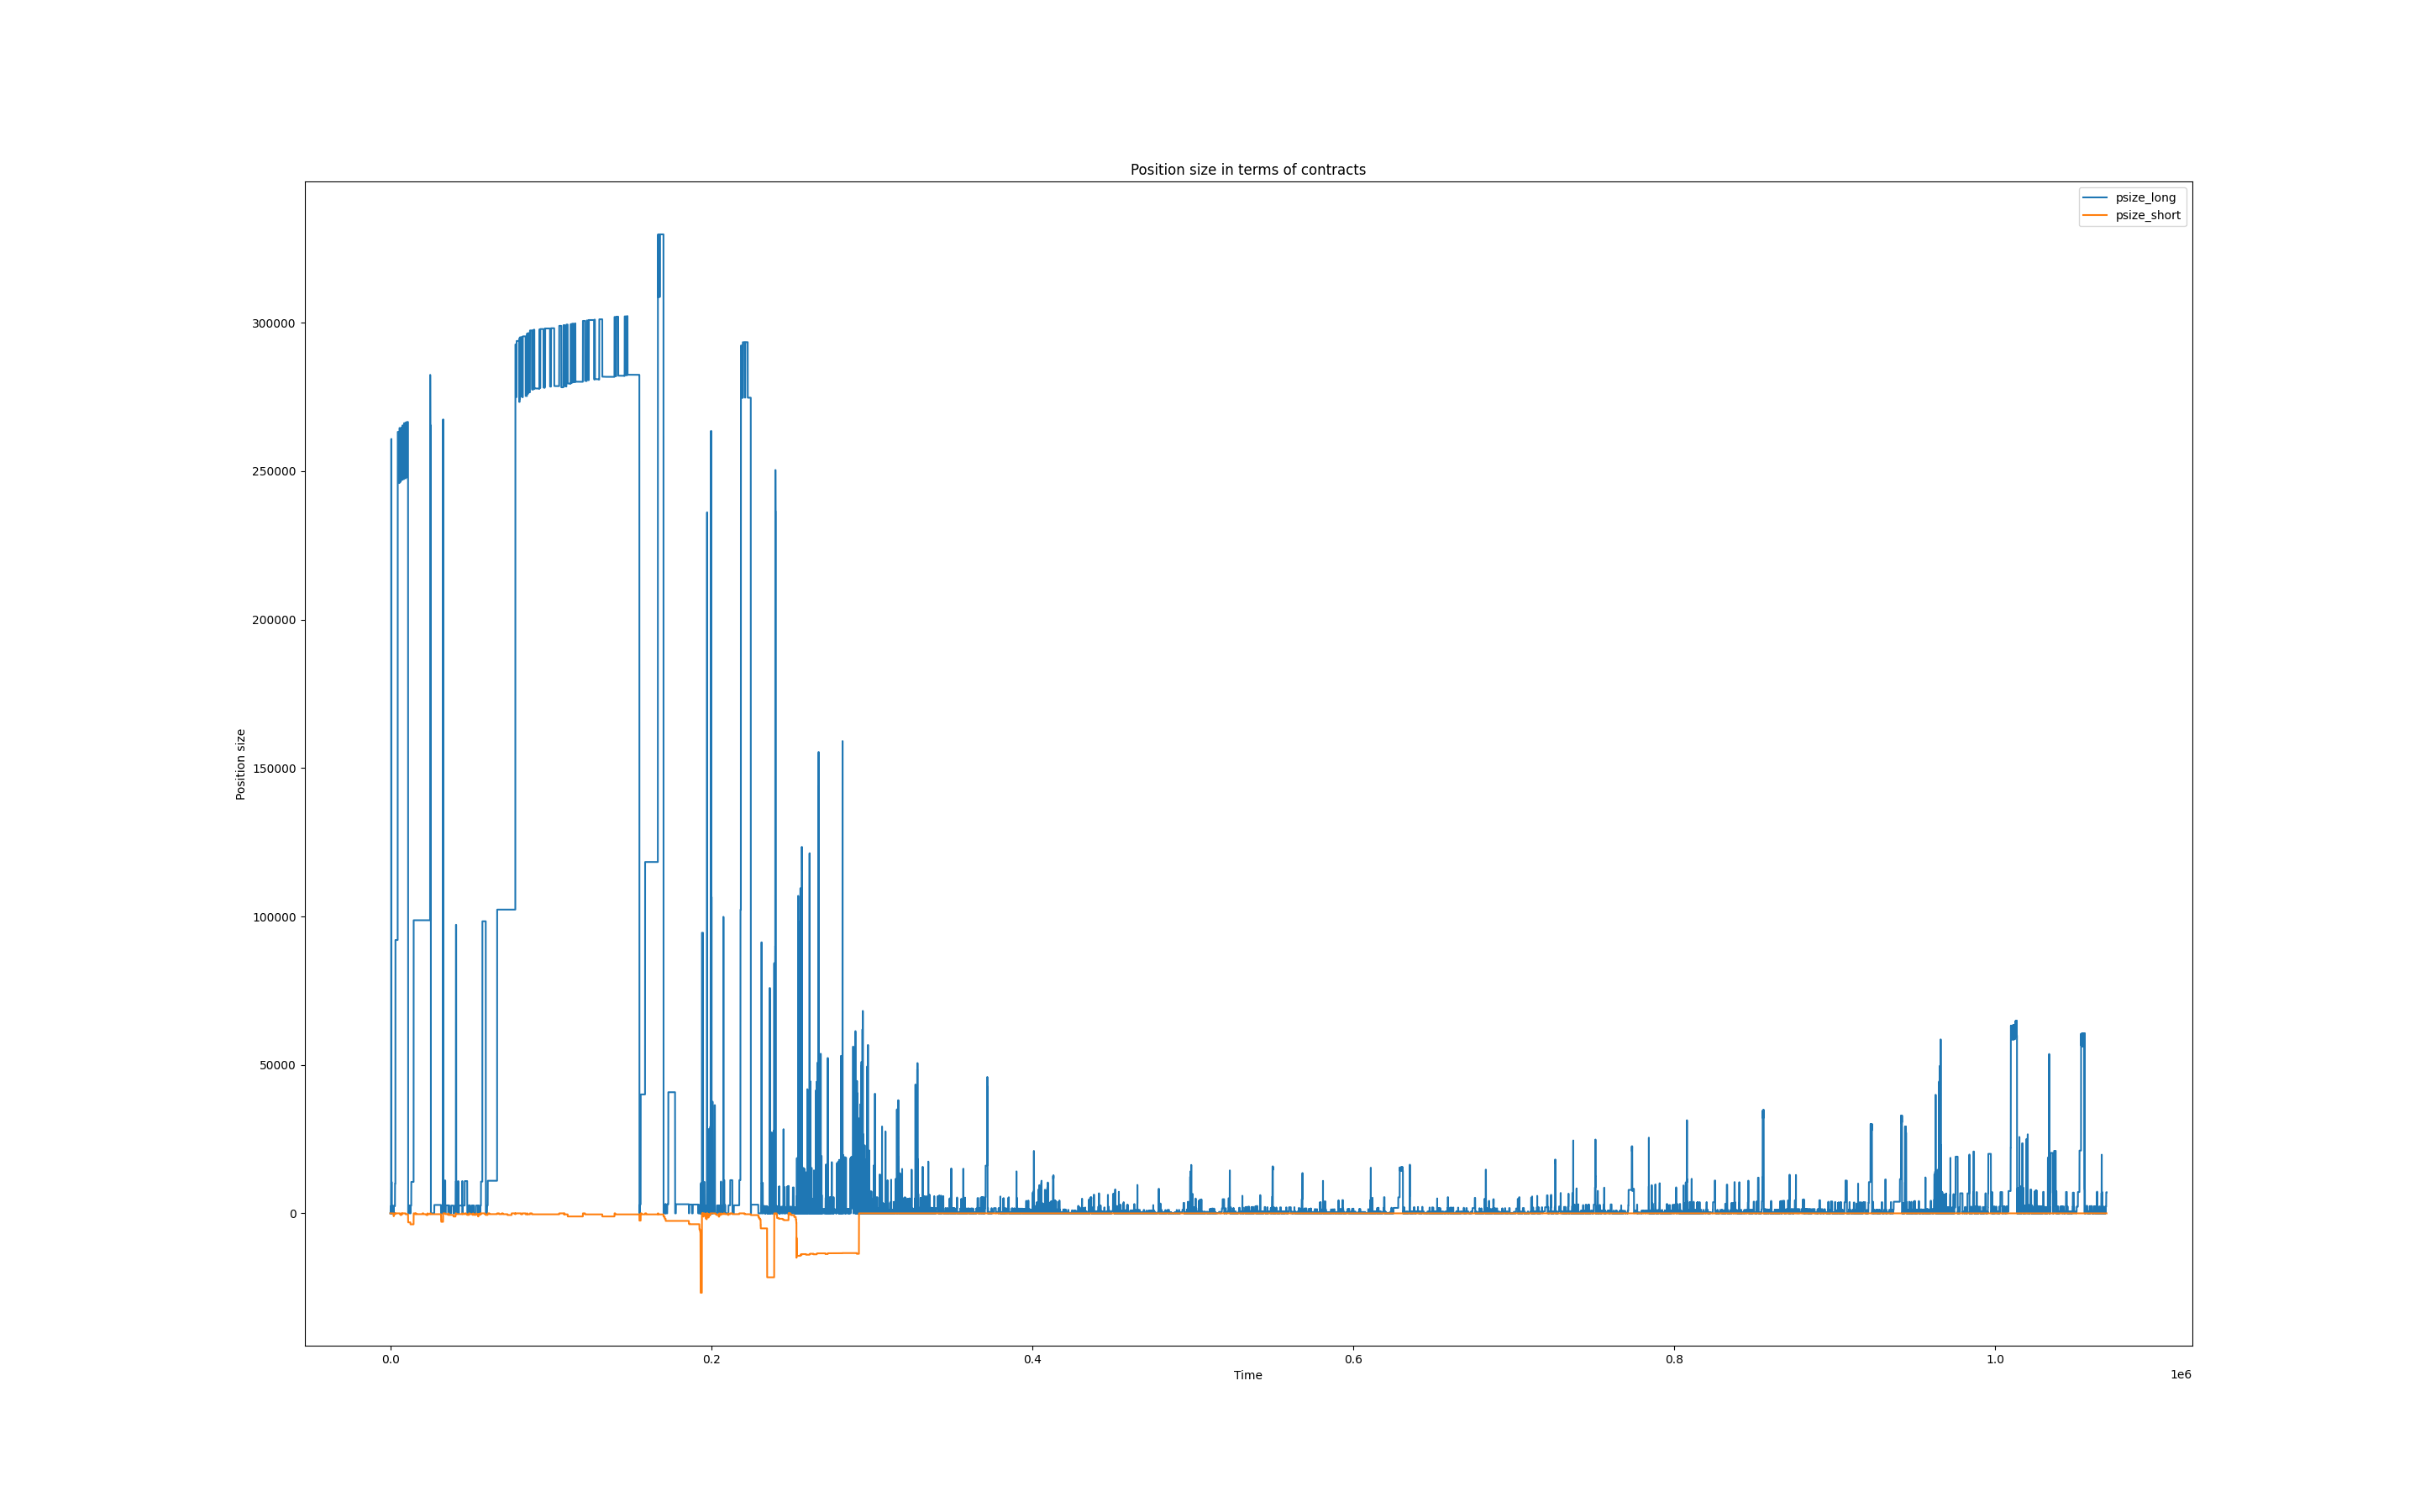 Position size in terms of contracts
psize_long
psize_short
300000
250000
200000
150000
100000
50000
0
Position size
0.0
0.2
0.4
0.6
0.8
1.0
Time
1e6